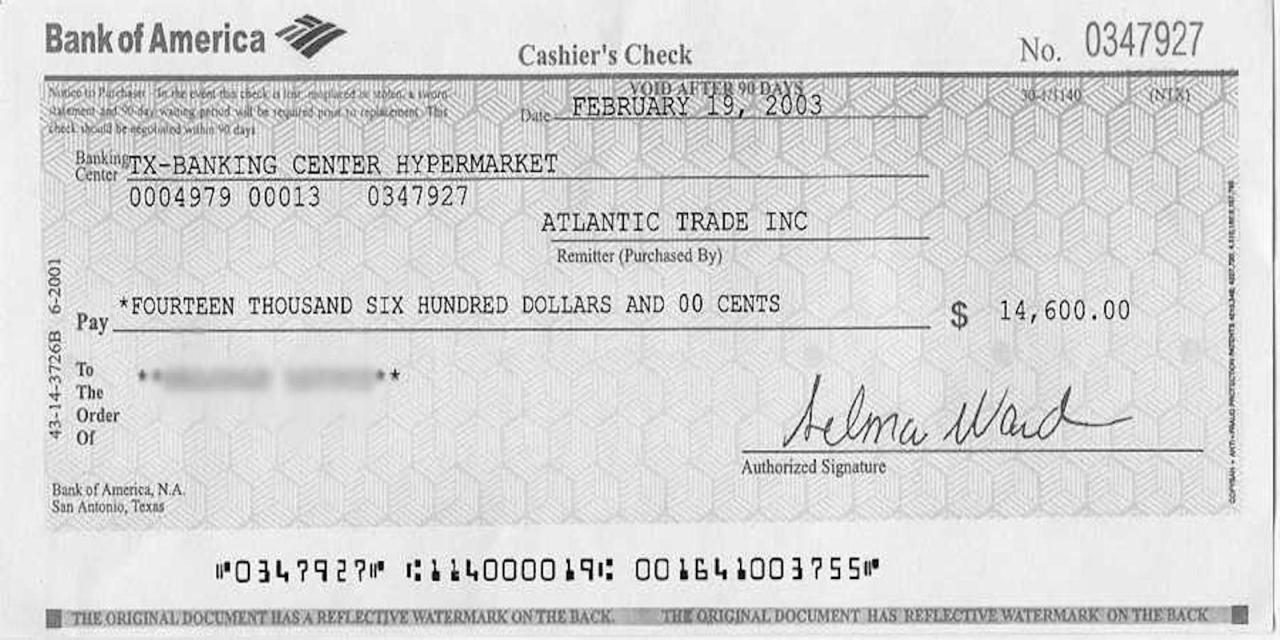 Bank of America
Cashier's Check
No. 0347927
Notice to Purchaser - In the event this check is lost, misplaced or stolen, a sworn
statement and 90-day waiting period will be required prior to replacement. This
check should be negotiated within 90 days
VOID AFTER 90 DAYS
30-1/1140 (NTX)
Date FEBRUARY 19, 2003
Banking Center TX-BANKING CENTER HYPERMARKET
0004979 00013 0347927
ATLANTIC TRADE INC
Remitter (Purchased By)
Pay *FOURTEEN THOUSAND SIX HUNDRED DOLLARS AND 00 CENTS $ 14,600.00
To
The
Order
Of
** **
Selma Ward
Authorized Signature
Bank of America, N.A.
San Antonio, Texas
43-14-3726B 6-2001
⑈0347927⑈ ⑆114000019⑆ 001641003755⑈
THE ORIGINAL DOCUMENT HAS A REFLECTIVE WATERMARK ON THE BACK. THE ORIGINAL DOCUMENT HAS REFLECTIVE WATERMARK ON THE BACK